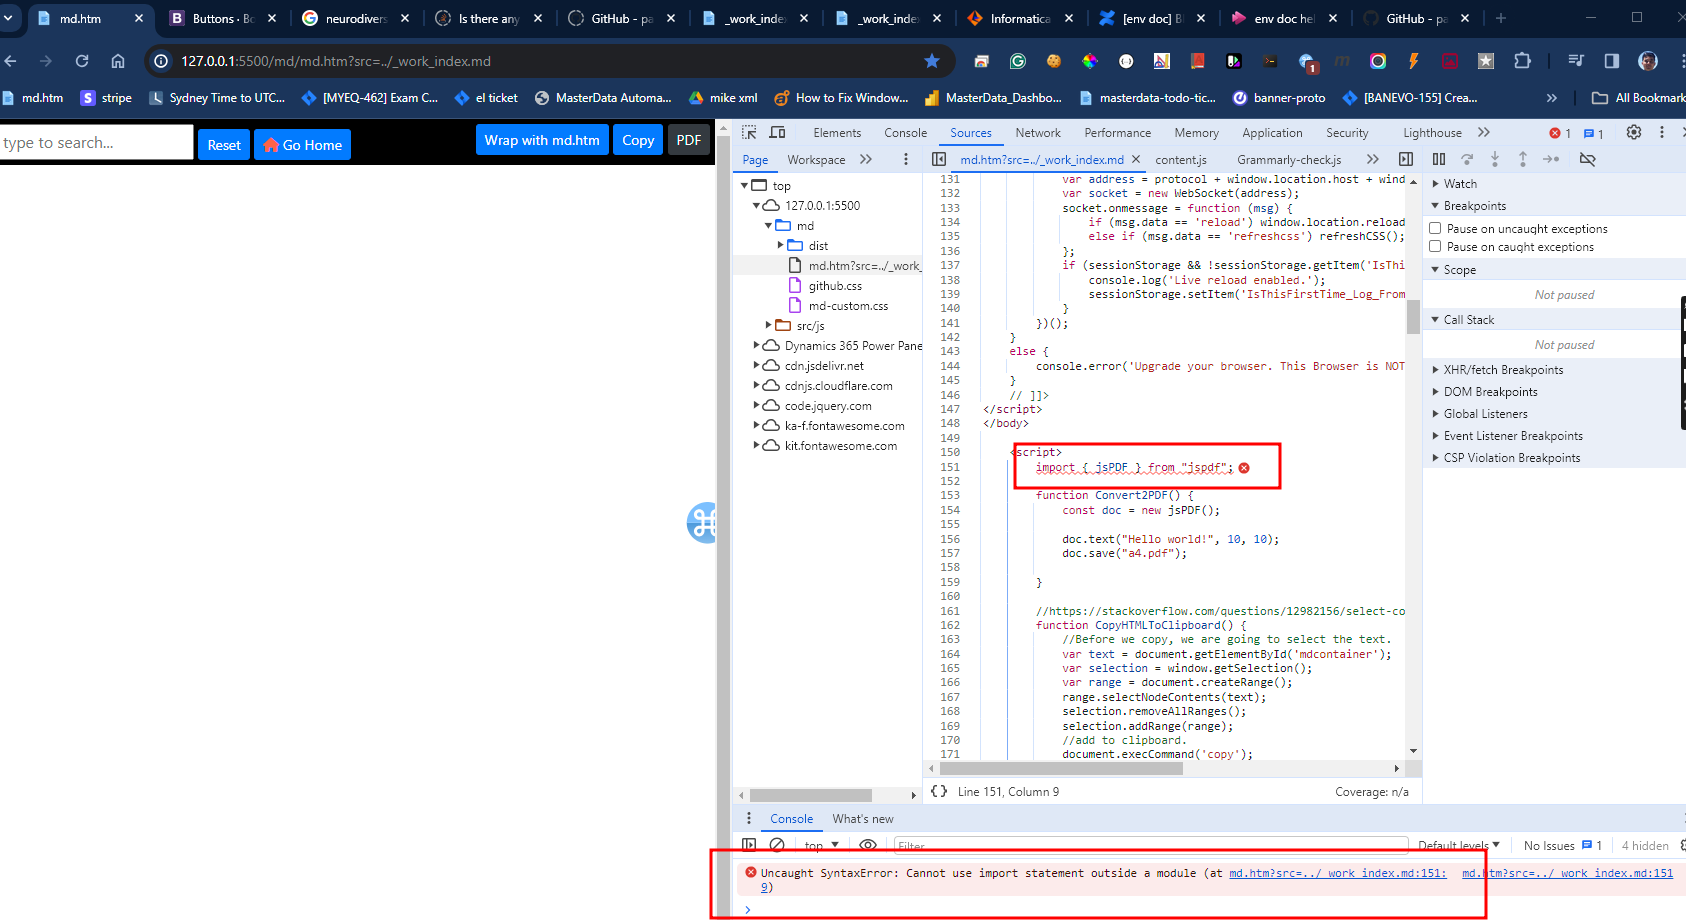 md.htm
Buttons · Bo
neurodivers
Is there any
GitHub - pa
_work_inde
_work_inde
Informatica
[env doc] B
env doc hel
GitHub - pa
127.0.0.1:5500/md/md.htm?src=../_work_index.md
1
md.htm
stripe
Sydney Time to UTC...
[MYEQ-462] Exam C...
el ticket
MasterData Automa...
mike xml
How to Fix Window...
MasterData_Dashbo...
masterdata-todo-tic...
banner-proto
[BANEVO-155] Crea...
»
All Bookmark
type to search...
Reset
Go Home
Wrap with md.htm
Copy
PDF
Elements
Console
Sources
Network
Performance
Memory
Application
Security
Lighthouse
1
1
Page
Workspace
md.htm?src=../_work_index.md
content.js
Grammarly-check.js
top
127.0.0.1:5500
md
dist
md.htm?src=../_work_
github.css
md-custom.css
src/js
Dynamics 365 Power Pane
cdn.jsdelivr.net
cdnjs.cloudflare.com
code.jquery.com
ka-f.fontawesome.com
kit.fontawesome.com
131 var address = protocol + window.location.host + wind
132 var socket = new WebSocket(address);
133 socket.onmessage = function (msg) {
134 if (msg.data == 'reload') window.location.reload
135 else if (msg.data == 'refreshcss') refreshCSS();
136 };
137 if (sessionStorage && !sessionStorage.getItem('IsThi
138 console.log('Live reload enabled.');
139 sessionStorage.setItem('IsThisFirstTime_Log_From
140 }
141 })();
142 }
143 else {
144 console.error('Upgrade your browser. This Browser is NOT
145 }
146 // ]]>
147 </script>
148 </body>
149
150 <script>
151 import { jsPDF } from "jspdf";
152
153 function Convert2PDF() {
154 const doc = new jsPDF();
155
156 doc.text("Hello world!", 10, 10);
157 doc.save("a4.pdf");
158
159 }
160
161 //https://stackoverflow.com/questions/12982156/select-co
162 function CopyHTMLToClipboard() {
163 //Before we copy, we are going to select the text.
164 var text = document.getElementById('mdcontainer');
165 var selection = window.getSelection();
166 var range = document.createRange();
167 range.selectNodeContents(text);
168 selection.removeAllRanges();
169 selection.addRange(range);
170 //add to clipboard.
171 document.execCommand('copy');
{} Line 151, Column 9
Coverage: n/a
Watch
Breakpoints
Pause on uncaught exceptions
Pause on caught exceptions
Scope
Not paused
Call Stack
Not paused
XHR/fetch Breakpoints
DOM Breakpoints
Global Listeners
Event Listener Breakpoints
CSP Violation Breakpoints
Console
What's new
top
Filter
Default levels
No Issues
1
4 hidden
Uncaught SyntaxError: Cannot use import statement outside a module (at md.htm?src=../_work_index.md:151: md.htm?src=../_work_index.md:151
9)